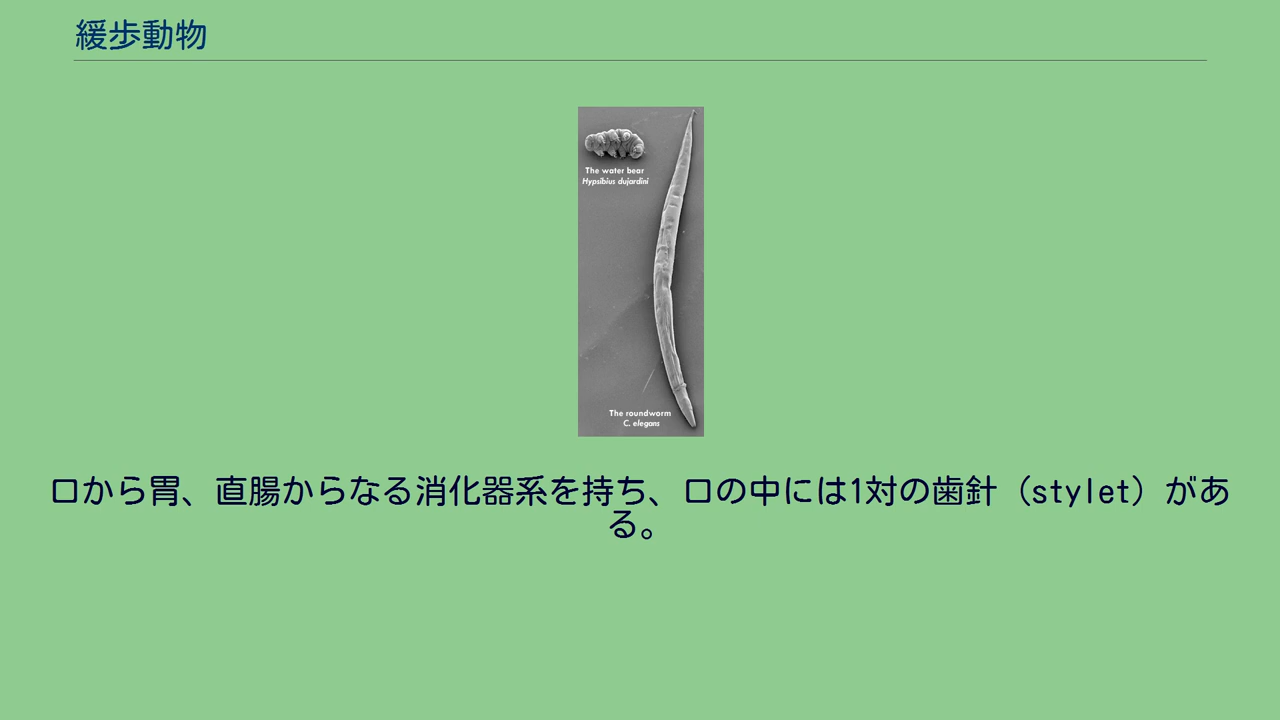 緩歩動物
The water bear
Hypsibius dujardini
The roundworm
C. elegans
口から胃、直腸からなる消化器系を持ち、口の中には1対の歯針（stylet）があ
る。